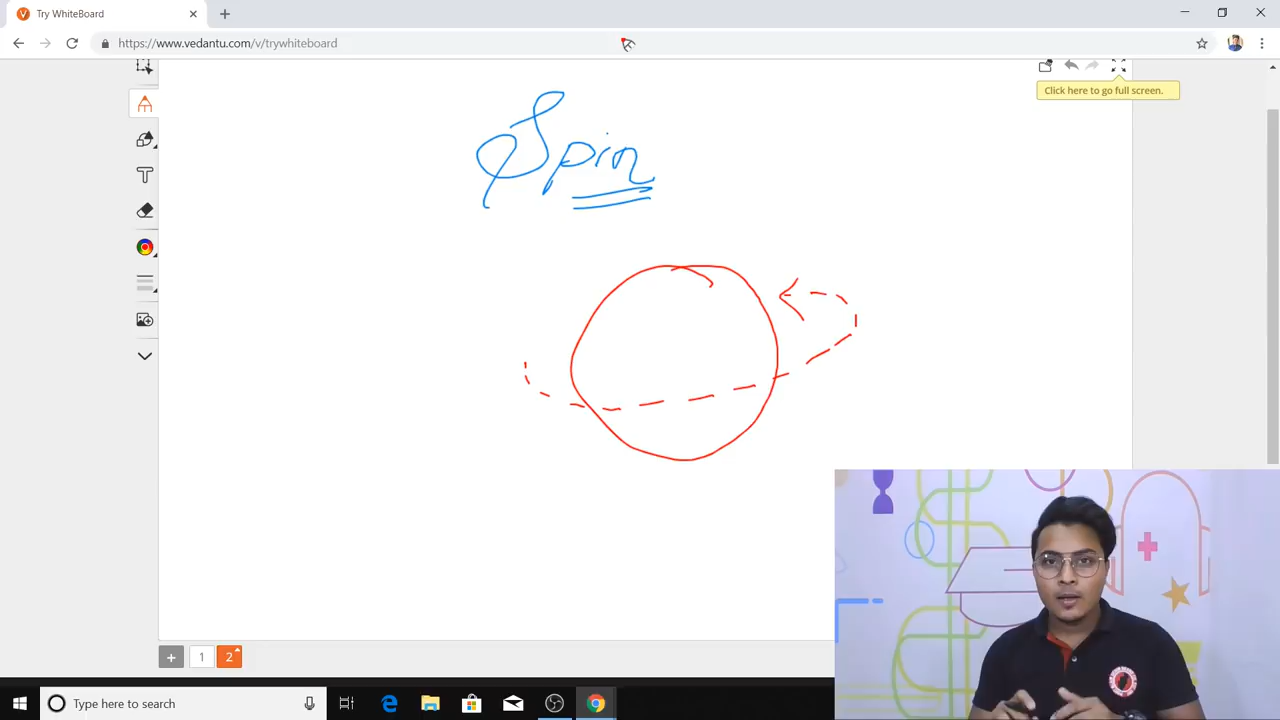 Try WhiteBoard
https://www.vedantu.com/v/trywhiteboard
Click here to go full screen.
Spin
1
2
Type here to search